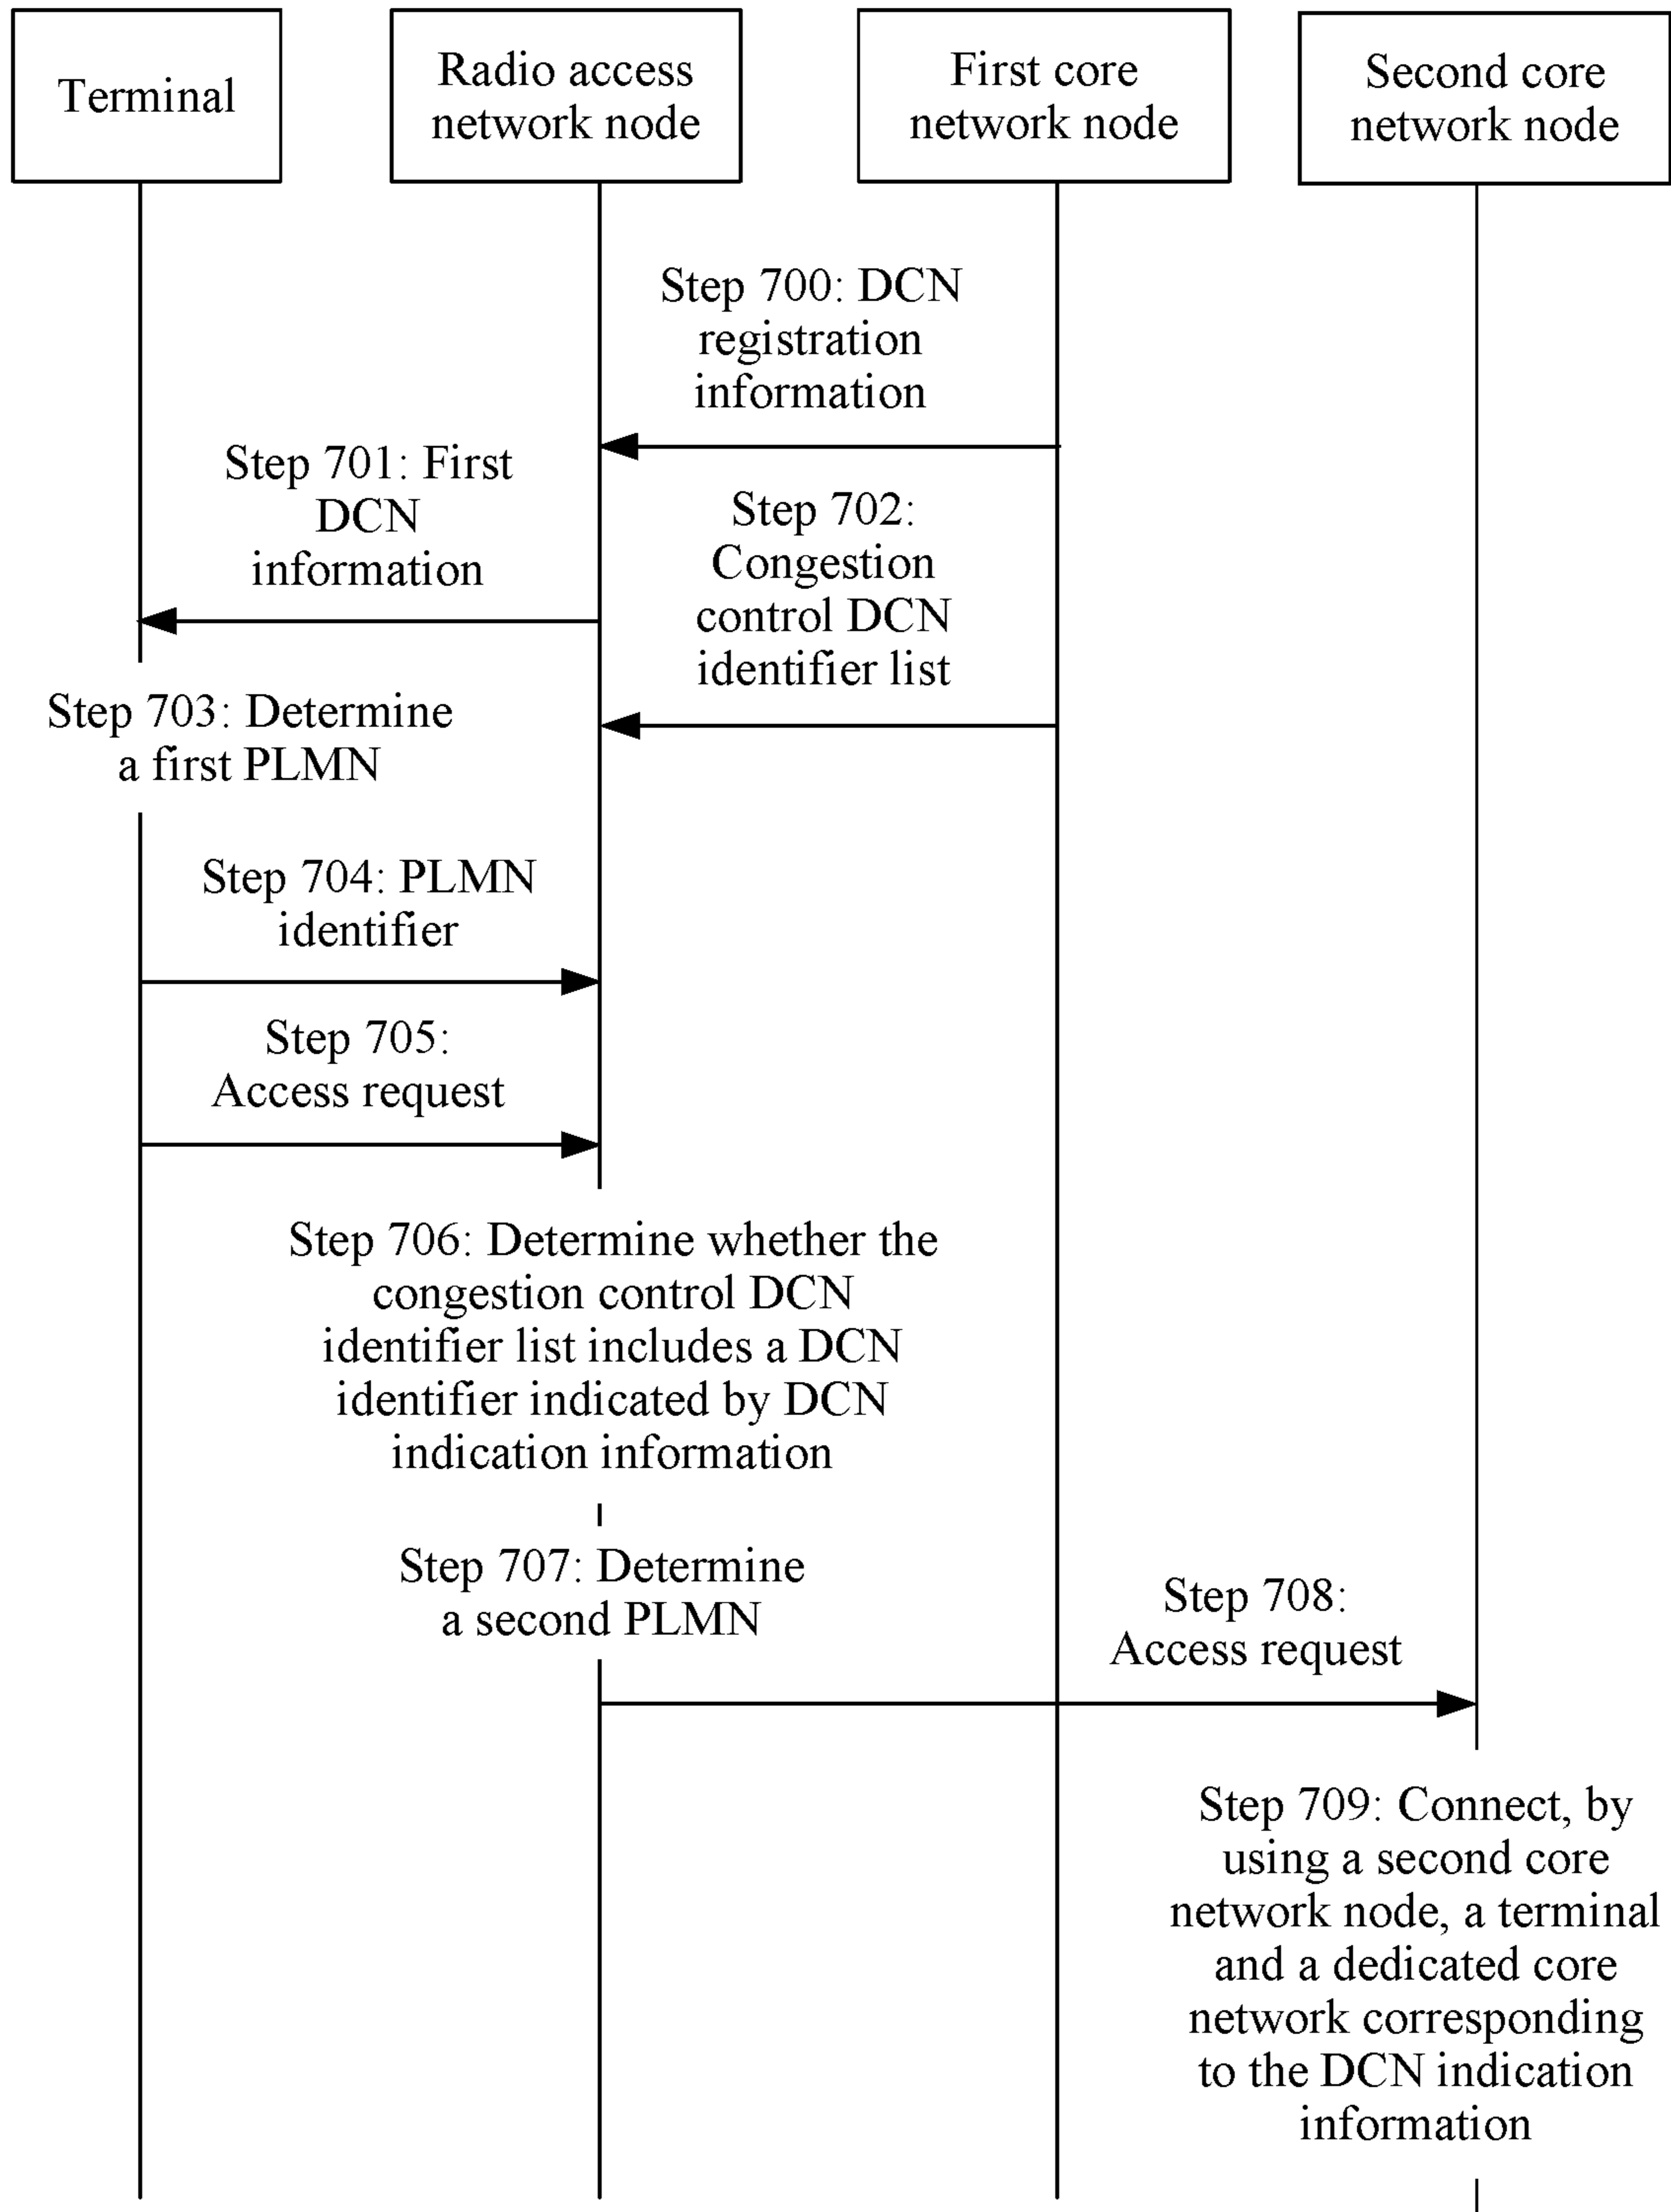 Terminal
Radio access
network node
First core
network node
Second core
network node
Step 700: DCN
registration
information
Step 701: First
DCN
information
Step 702:
Congestion
control DCN
identifier list
Step 703: Determine
a first PLMN
Step 704: PLMN
identifier
Step 705:
Access request
Step 706: Determine whether the
congestion control DCN
identifier list includes a DCN
identifier indicated by DCN
indication information
Step 707: Determine
a second PLMN
Step 708:
Access request
Step 709: Connect, by
using a second core
network node, a terminal
and a dedicated core
network corresponding
to the DCN indication
information